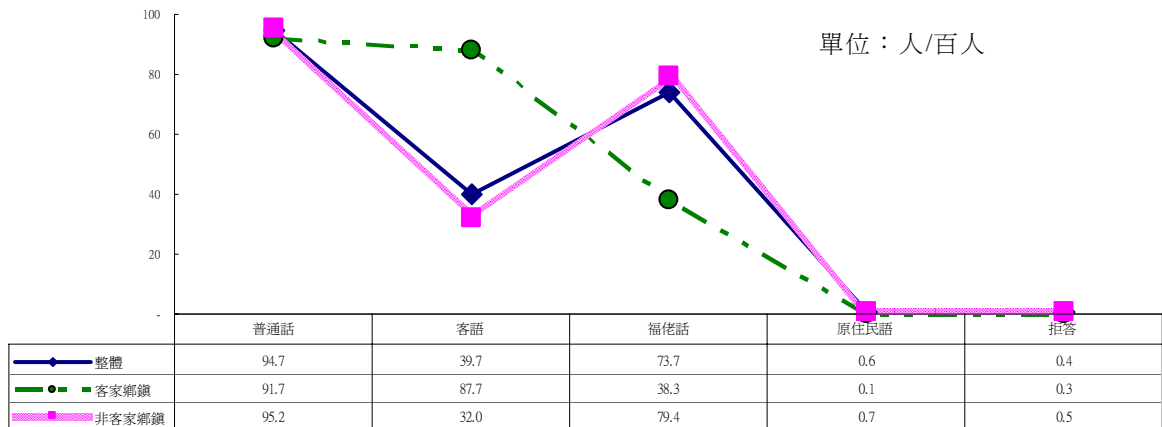 100
單位：人/百人
80
60
40
20
-
普通話 客語 福佬話 原住民語 拒答
整體 94.7 39.7 73.7 0.6 0.4
客家鄉鎮 91.7 87.7 38.3 0.1 0.3
非客家鄉鎮 95.2 32.0 79.4 0.7 0.5